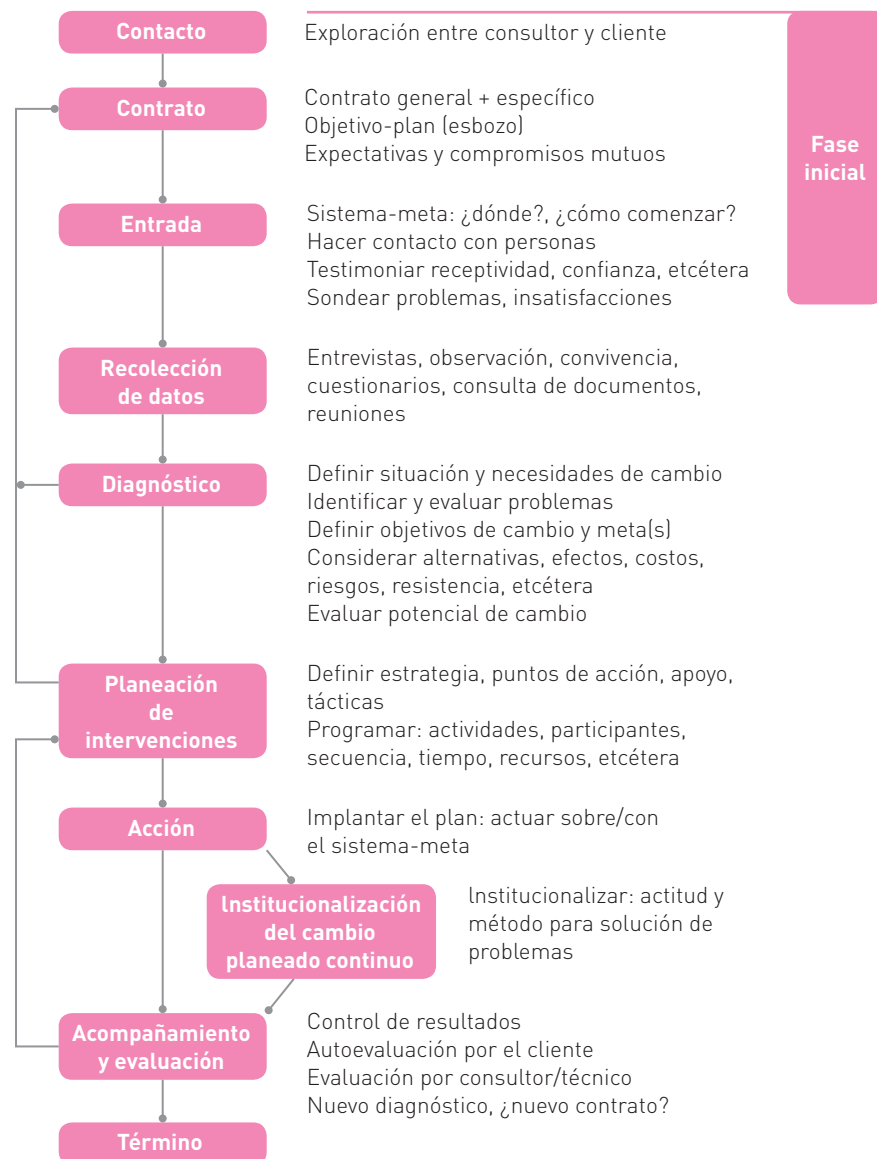 Contacto
Exploración entre consultor y cliente
Contrato
Contrato general + específico
Objetivo-plan (esbozo)
Expectativas y compromisos mutuos
Fase
inicial
Entrada
Sistema-meta: ¿dónde?, ¿cómo comenzar?
Hacer contacto con personas
Testimoniar receptividad, confianza, etcétera
Sondear problemas, insatisfacciones
Recolección
de datos
Entrevistas, observación, convivencia,
cuestionarios, consulta de documentos,
reuniones
Diagnóstico
Definir situación y necesidades de cambio
Identificar y evaluar problemas
Definir objetivos de cambio y meta(s)
Considerar alternativas, efectos, costos,
riesgos, resistencia, etcétera
Evaluar potencial de cambio
Planeación
de
intervenciones
Definir estrategia, puntos de acción, apoyo,
tácticas
Programar: actividades, participantes,
secuencia, tiempo, recursos, etcétera
Acción
Implantar el plan: actuar sobre/con
el sistema-meta
Institucionalización
del cambio
planeado continuo
Institucionalizar: actitud y
método para solución de
problemas
Acompañamiento
y evaluación
Control de resultados
Autoevaluación por el cliente
Evaluación por consultor/técnico
Nuevo diagnóstico, ¿nuevo contrato?
Término